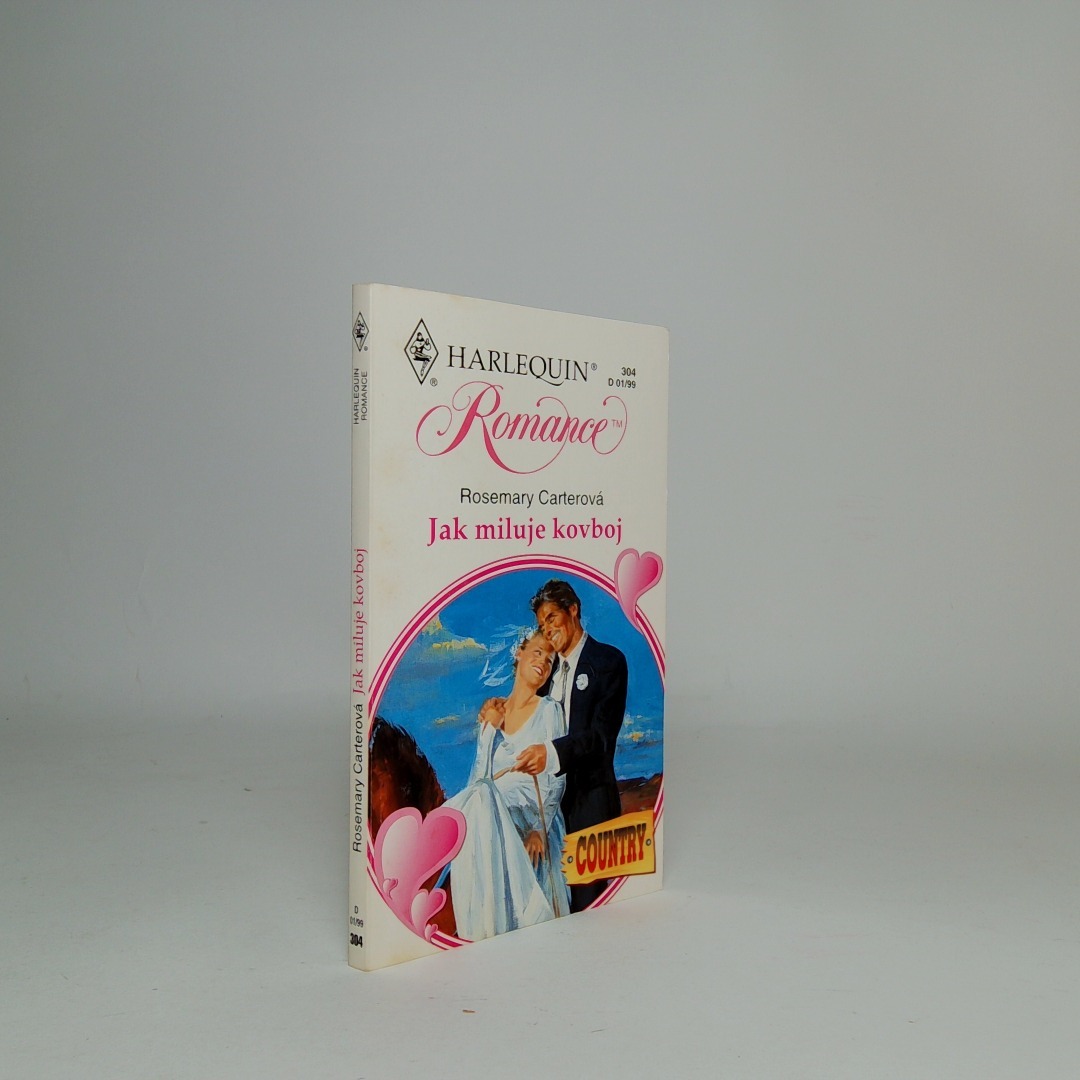 HARLEQUIN®
304
D 01/99
Romance™
Rosemary Carterová
Jak miluje kovboj
COUNTRY
®
HARLEQUIN
ROMANCE
Rosemary Carterová Jak miluje kovboj
D
01/99
304